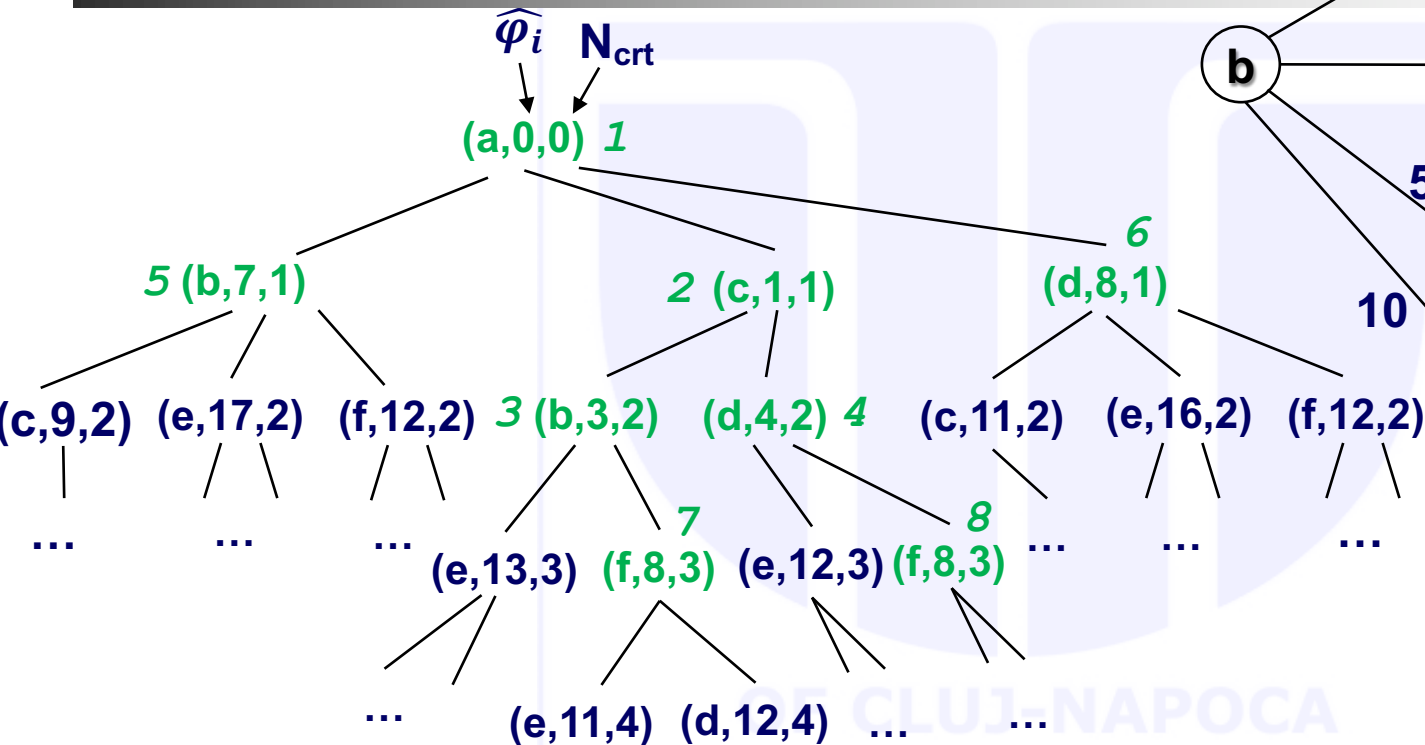 φ̂ᵢ N_crt
b
(a,0,0) 1
5
6
5 (b,7,1) 2 (c,1,1) (d,8,1)
10
(c,9,2) (e,17,2) (f,12,2) 3 (b,3,2) (d,4,2) 4 (c,11,2) (e,16,2) (f,12,2)
7 8
... ... ... ... ... ...
(e,13,3) (f,8,3) (e,12,3) (f,8,3)
... (e,11,4) (d,12,4) ... ...
OF CLUJ-NAPOCA